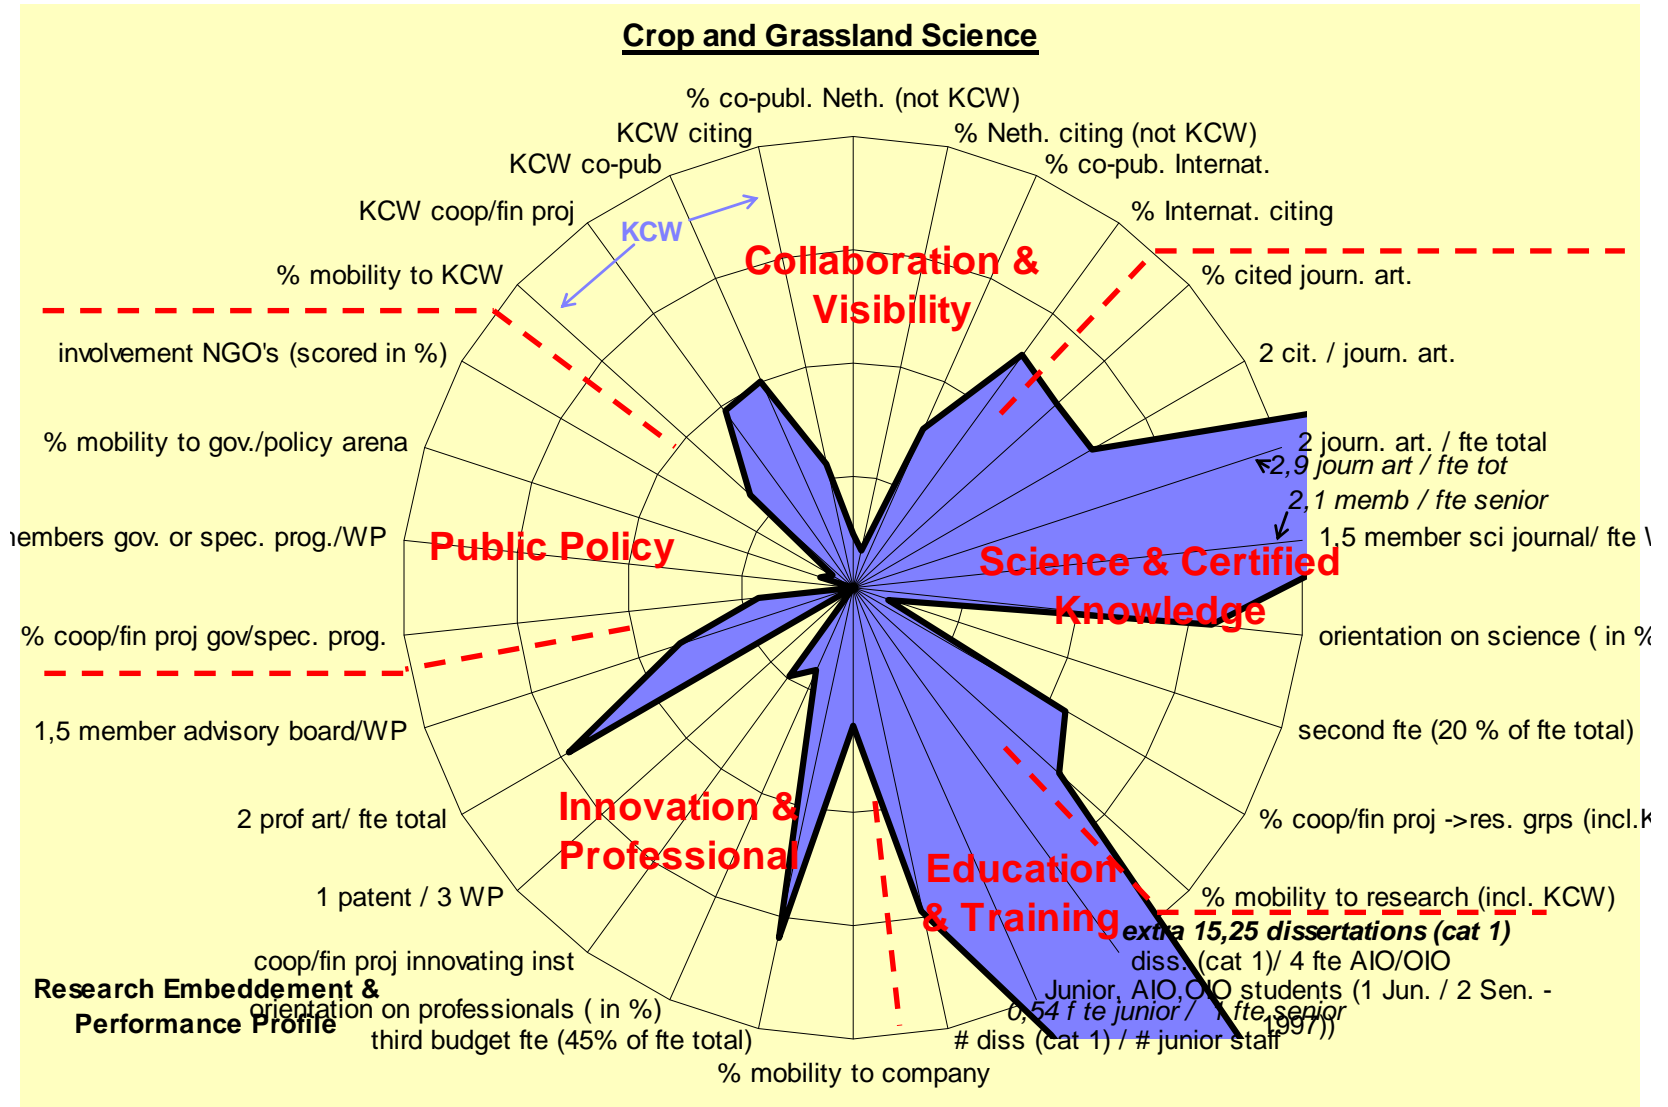 Crop and Grassland Science
% co-publ. Neth. (not KCW)
KCW citing
% Neth. citing (not KCW)
KCW co-pub
% co-pub. Internat.
KCW coop/fin proj
% Internat. citing
KCW
Collaboration &
Visibility
% mobility to KCW
% cited journ. art.
involvement NGO's (scored in %)
2 cit. / journ. art.
% mobility to gov./policy arena
2 journ. art. / fte total
2,9 journ art / fte tot
2,1 memb / fte senior
members gov. or spec. prog./WP
1,5 member sci journal/ fte
Public Policy
Science & Certified
Knowledge
% coop/fin proj gov/spec. prog.
orientation on science ( in %
1,5 member advisory board/WP
second fte (20 % of fte total)
2 prof art/ fte total
% coop/fin proj ->res. grps (incl.K
Innovation &
Professional
Education
& Training
1 patent / 3 WP
% mobility to research (incl. KCW)
extra 15,25 dissertations (cat 1)
coop/fin proj innovating inst
diss. (cat 1)/ 4 fte AIO/OIO
Research Embeddement &
Performance Profile
Junior, AIO,OIO students (1 Jun. / 2 Sen. -
1997))
orientation on professionals ( in %)
0,54 f te junior / 1 fte senior
third budget fte (45% of fte total)
# diss (cat 1) / # junior staff
% mobility to company